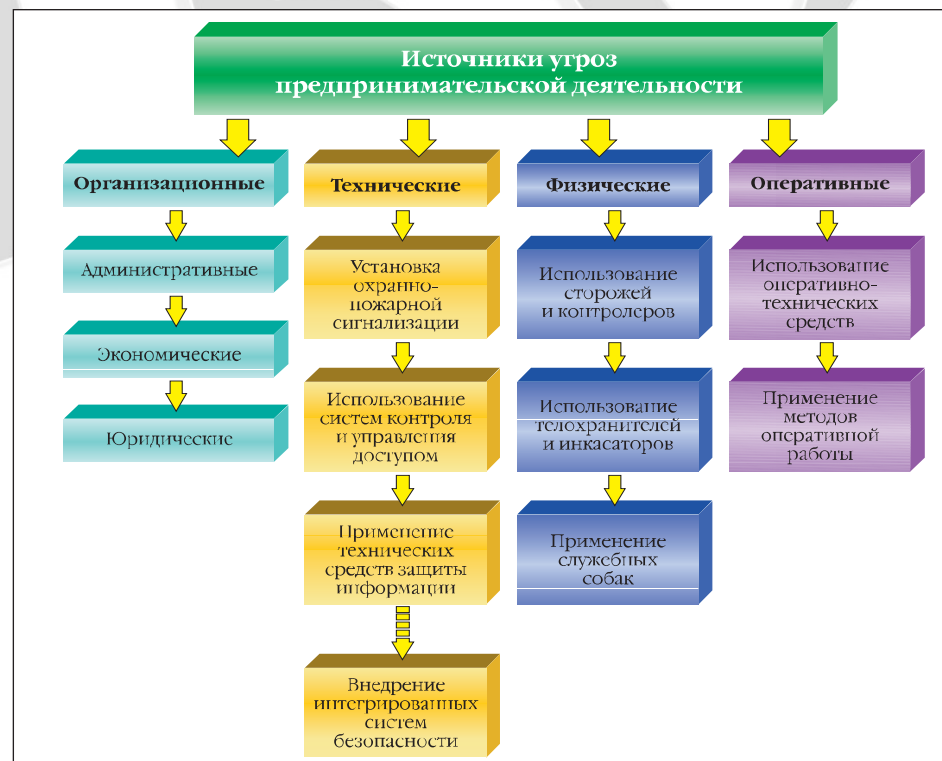 Источники угроз
предпринимательской деятельности
Организационные
Административные
Экономические
Юридические
Технические
Установка
охранно-
пожарной
сигнализации
Использование
систем контроля
и управления
доступом
Применение
технических
средств защиты
информации
Внедрение
интегрированных
систем
безопасности
Физические
Использование
сторожей
и контролеров
Использование
телохранителей
и инкасаторов
Применение
служебных
собак
Оперативные
Использование
оперативно-
технических
средств
Применение
методов
оперативной
работы